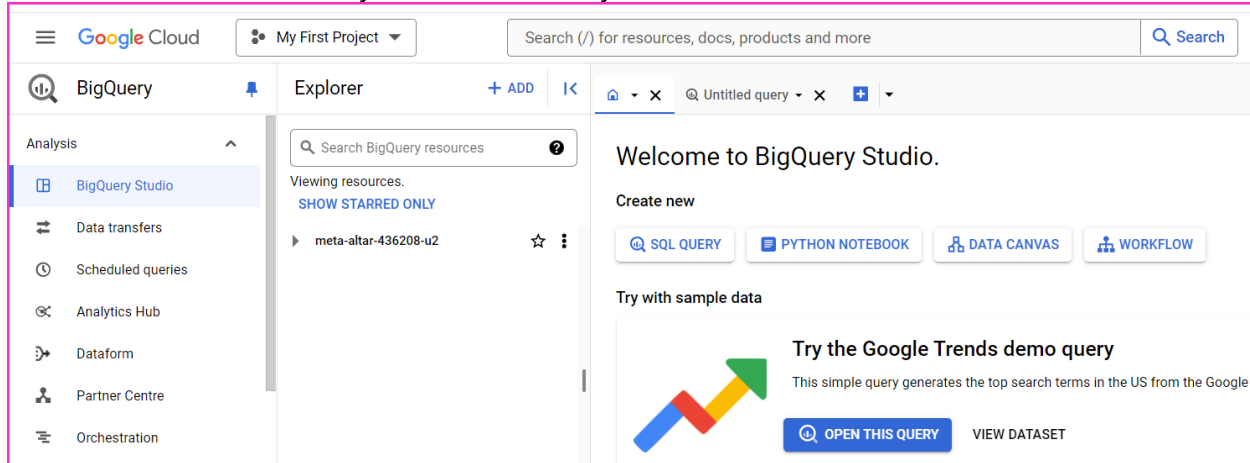 Google Cloud
My First Project
Search (/) for resources, docs, products and more
Search
BigQuery
Analysis
BigQuery Studio
Data transfers
Scheduled queries
Analytics Hub
Dataform
Partner Centre
Orchestration
Explorer
+ ADD
Search BigQuery resources
?
Viewing resources.
SHOW STARRED ONLY
meta-altar-436208-u2
Untitled query
Welcome to BigQuery Studio.
Create new
SQL QUERY
PYTHON NOTEBOOK
DATA CANVAS
WORKFLOW
Try with sample data
Try the Google Trends demo query
This simple query generates the top search terms in the US from the Google
OPEN THIS QUERY
VIEW DATASET